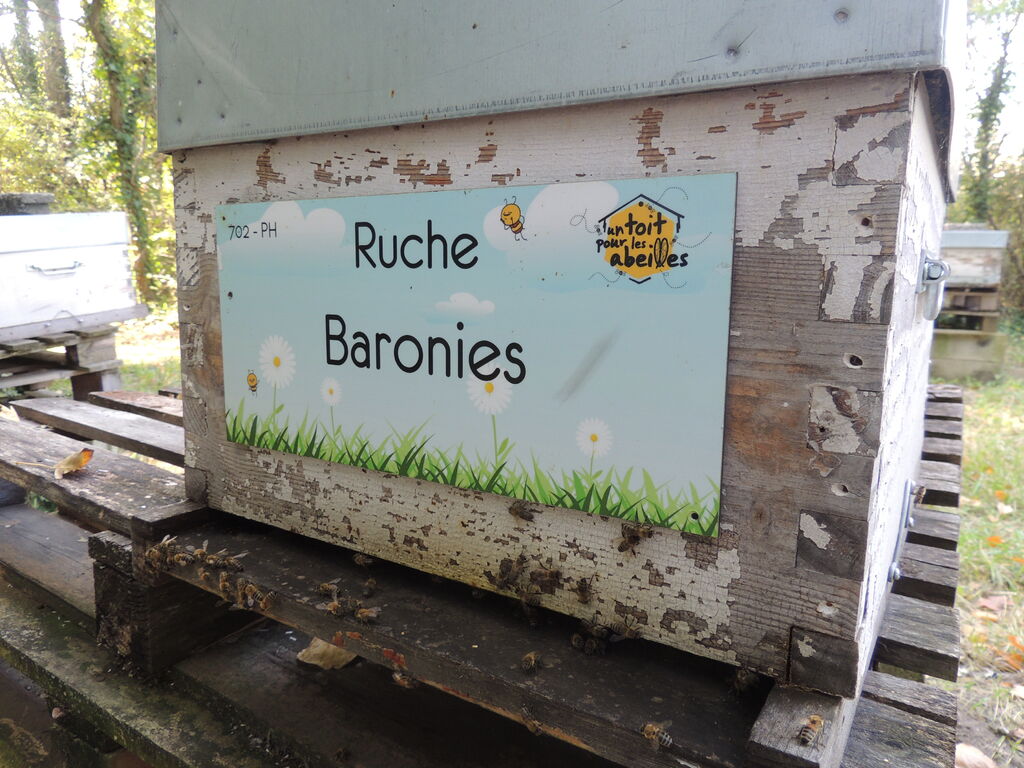 702 - PH
Ruche
Baronies
un toit
pour les
abeilles